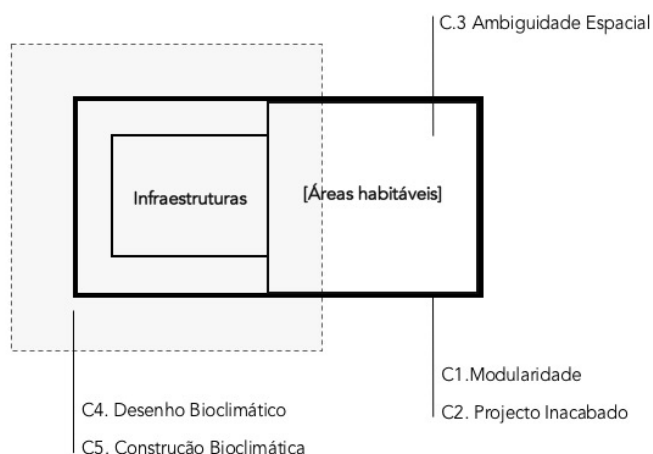 C.3 Ambiguidade Espacial
Infraestruturas
[Áreas habitáveis]
C1.Modularidade
C2. Projecto Inacabado
C4. Desenho Bioclimático
C5. Construção Bioclimática